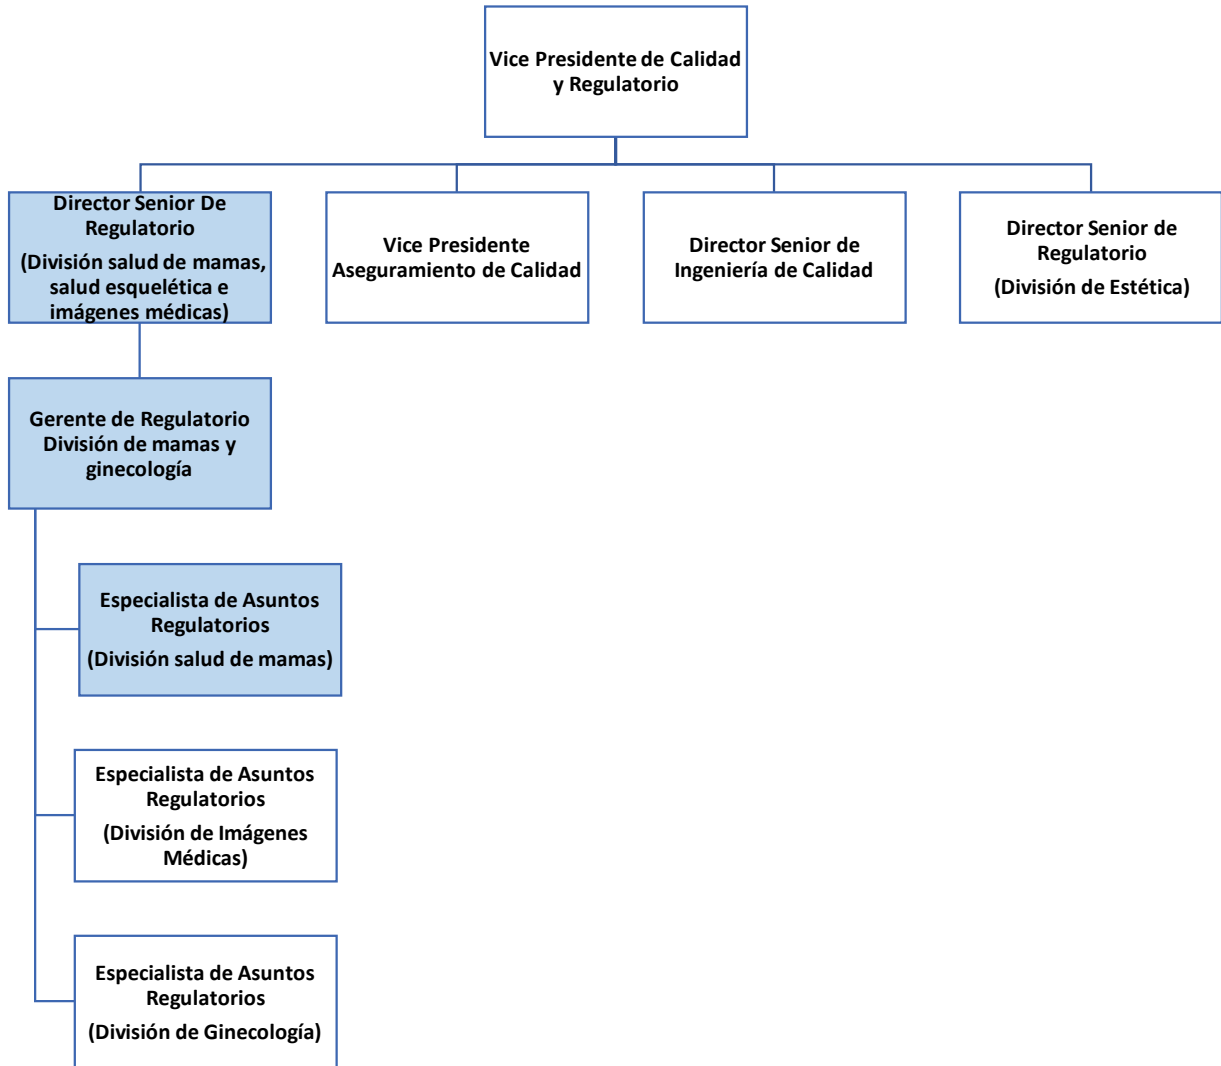 Vice Presidente de Calidad
y Regulatorio
Director Senior De
Regulatorio
(División salud de mamas,
salud esquelética e
imágenes médicas)
Vice Presidente
Aseguramiento de Calidad
Director Senior de
Ingeniería de Calidad
Director Senior de
Regulatorio
(División de Estética)
Gerente de Regulatorio
División de mamas y
ginecología
Especialista de Asuntos
Regulatorios
(División salud de mamas)
Especialista de Asuntos
Regulatorios
(División de Imágenes
Médicas)
Especialista de Asuntos
Regulatorios
(División de Ginecología)